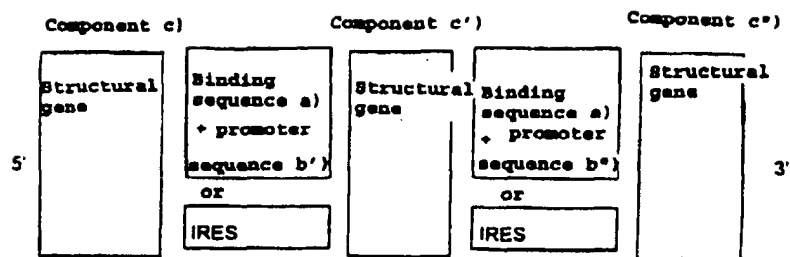 Component c) Component c') Component c")
Structural
gene
Binding
sequence a)
+ promoter
sequence b')
or
IRES
Structural
gene
Binding
sequence a)
+ promoter
sequence b")
or
IRES
Structural
gene
5'
3'